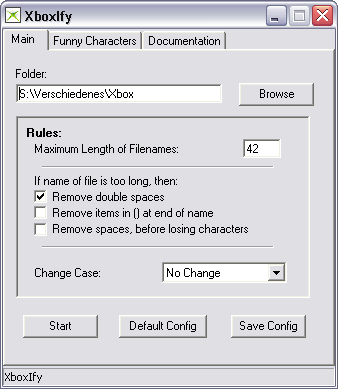 XboxIfy
Main Funny Characters Documentation
Folder:
S:\Verschiedenes\Xbox Browse
Rules:
Maximum Length of Filenames: 42
If name of file is too long, then:
Remove double spaces
Remove items in () at end of name
Remove spaces, before losing characters
Change Case: No Change
Start Default Config Save Config
XboxIfy